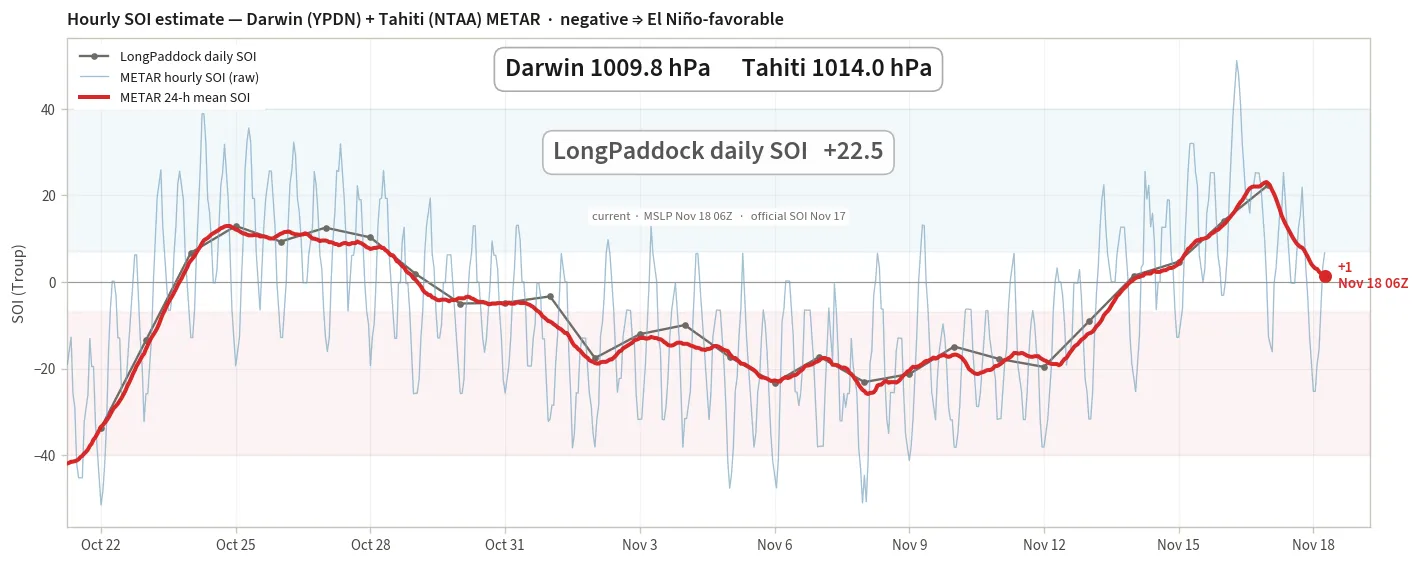 Hourly SOI estimate — Darwin (YPDN) + Tahiti (NTAA) METAR · negative ⇒ El Niño-favorable
LongPaddock daily SOI
METAR hourly SOI (raw)
METAR 24-h mean SOI
Darwin 1009.8 hPa Tahiti 1014.0 hPa
LongPaddock daily SOI +22.5
current · MSLP Nov 18 06Z · official SOI Nov 17
SOI (Troup)
40
20
0
−20
−40
+1
Nov 18 06Z
Oct 22 Oct 25 Oct 28 Oct 31 Nov 3 Nov 6 Nov 9 Nov 12 Nov 15 Nov 18